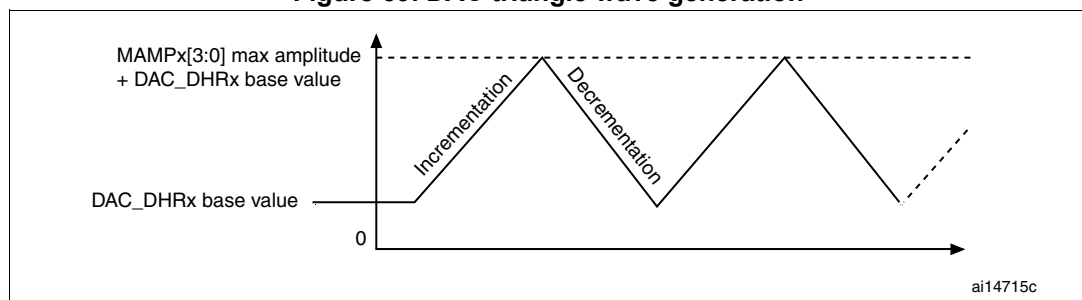 MAMPx[3:0] max amplitude
+ DAC_DHRx base value
Incrementation
Decrementation
DAC_DHRx base value
0
ai14715c